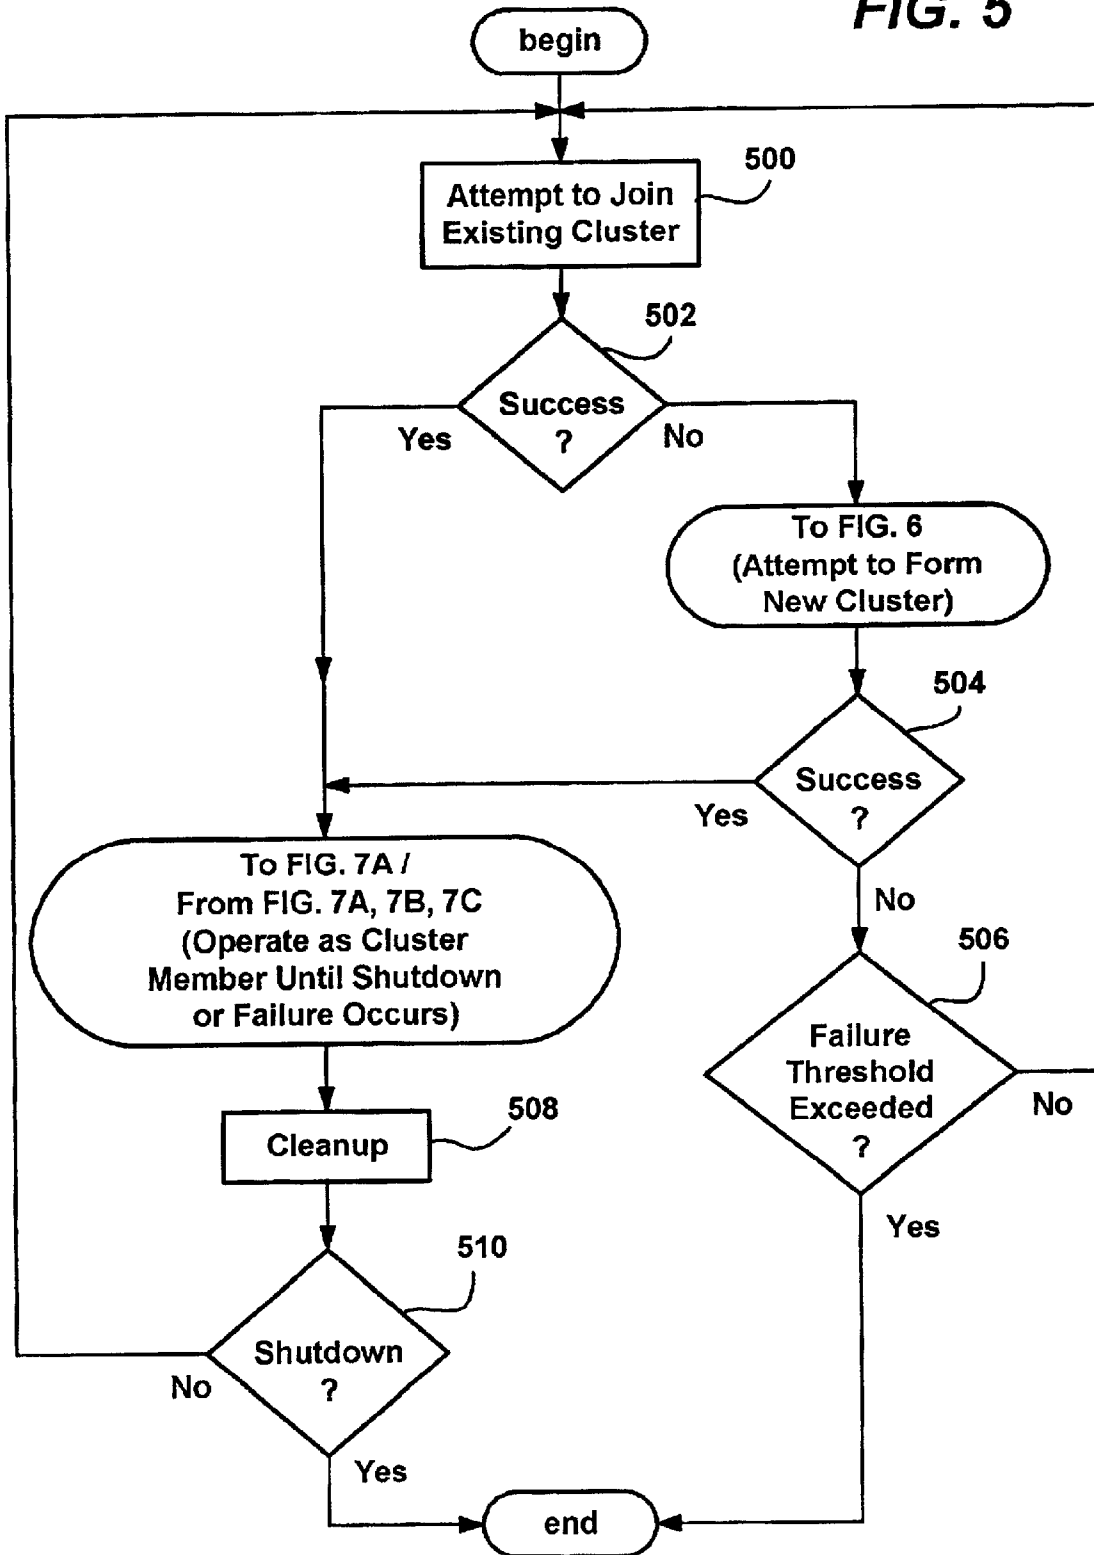 FIG. 5
begin
500
Attempt to Join
Existing Cluster
502
Success
?
Yes
No
To FIG. 6
(Attempt to Form
New Cluster)
504
Success
?
Yes
No
To FIG. 7A /
From FIG. 7A, 7B, 7C
(Operate as Cluster
Member Until Shutdown
or Failure Occurs)
506
Failure
Threshold
Exceeded
?
No
Yes
508
Cleanup
510
Shutdown
?
No
Yes
end